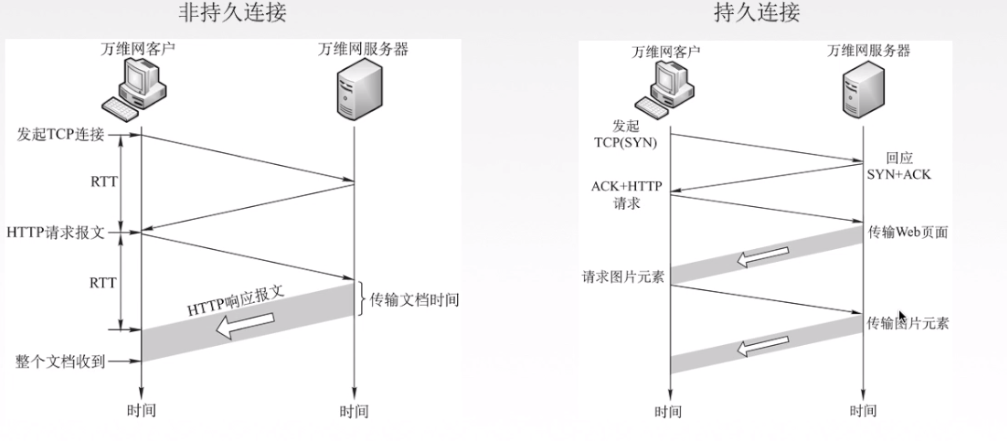 非持久连接
万维网客户
万维网服务器
发起TCP连接
RTT
HTTP请求报文
RTT
HTTP响应报文
传输文档时间
整个文档收到
时间
时间
持久连接
万维网客户
万维网服务器
发起
TCP(SYN)
回应
SYN+ACK
ACK+HTTP
请求
传输Web页面
请求图片元素
传输图片元素
时间
时间